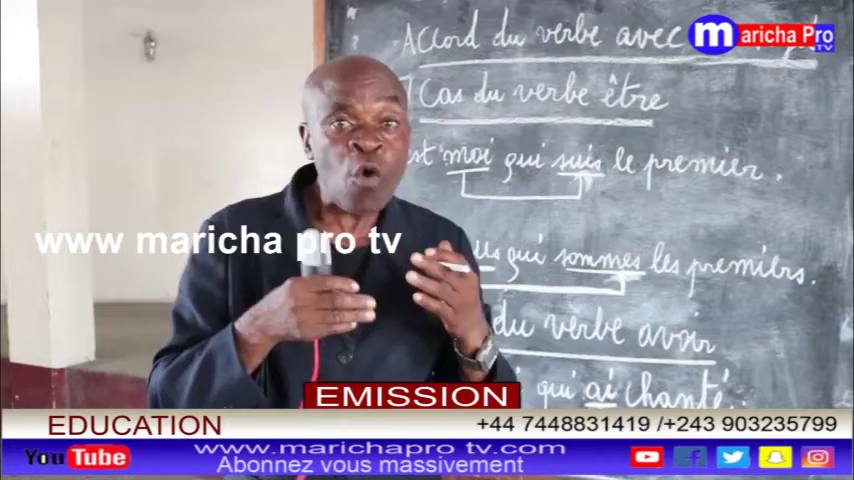 Accord du verbe avec
maricha Pro TV
Cas du verbe être
moi qui suis le premier.
www maricha pro tv
qui sommes les premiers.
du verbe avoir
qui ai chanté.
EMISSION
EDUCATION
+44 7448831419 /+243 903235799
YouTube
www.marichapro tv.com
Abonnez vous massivement